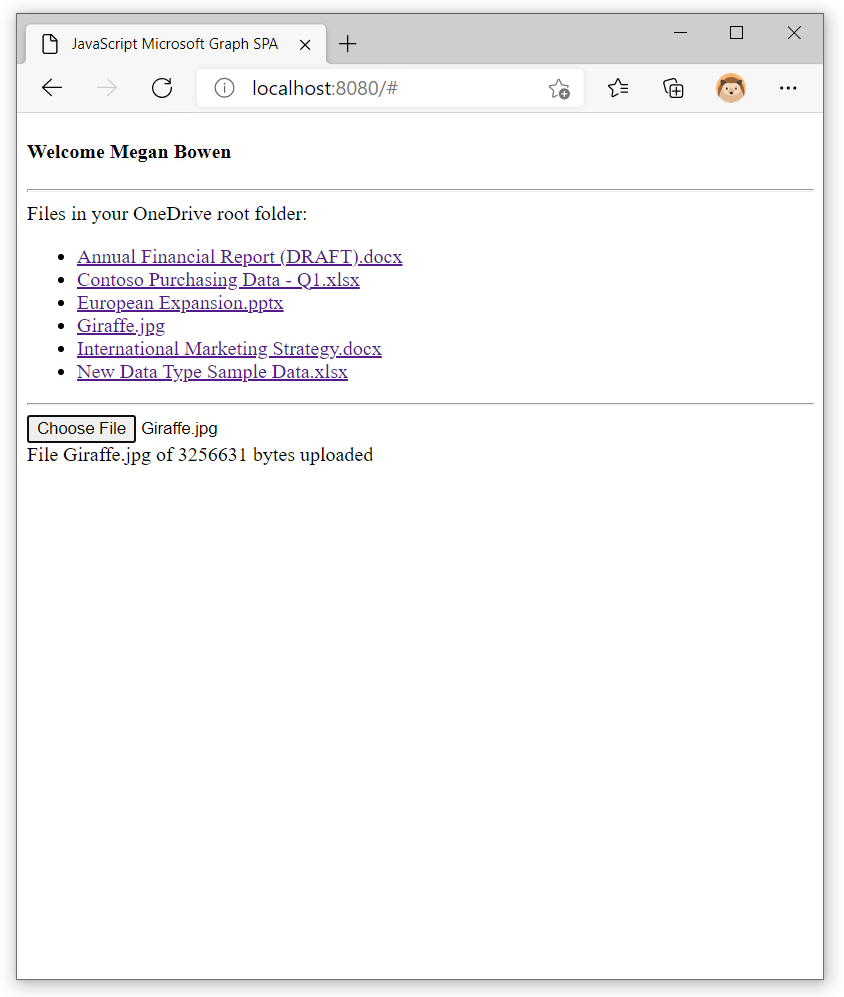 JavaScript Microsoft Graph SPA
localhost:8080/#
Welcome Megan Bowen
Files in your OneDrive root folder:
Annual Financial Report (DRAFT).docx
Contoso Purchasing Data - Q1.xlsx
European Expansion.pptx
Giraffe.jpg
International Marketing Strategy.docx
New Data Type Sample Data.xlsx
Choose File Giraffe.jpg
File Giraffe.jpg of 3256631 bytes uploaded